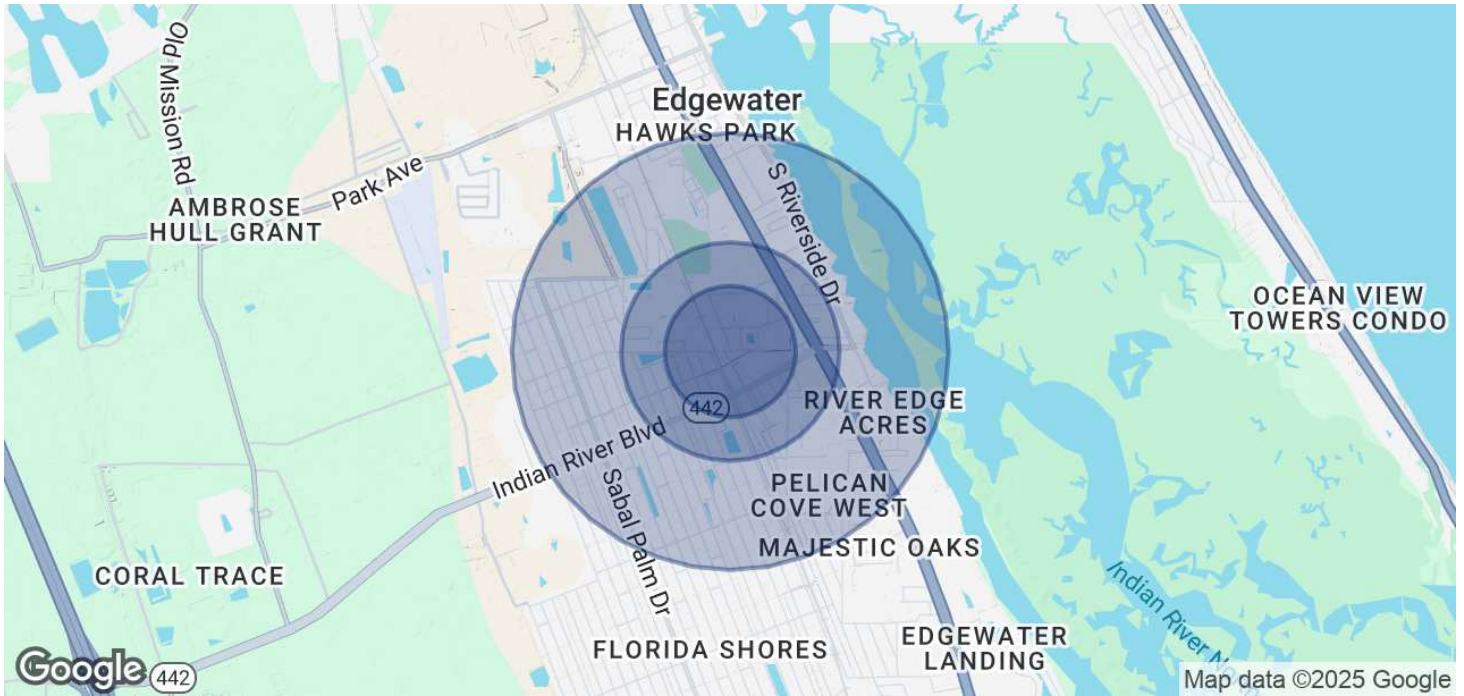 Old Mission Rd
Edgewater
HAWKS PARK
Park Ave
S Riverside Dr
AMBROSE
HULL GRANT
OCEAN VIEW
TOWERS CONDO
442
RIVER EDGE
ACRES
Indian River Blvd
Sabal Palm Dr
PELICAN
COVE WEST
MAJESTIC OAKS
CORAL TRACE
Indian River No
FLORIDA SHORES
EDGEWATER
LANDING
Google
442
Map data ©2025 Google